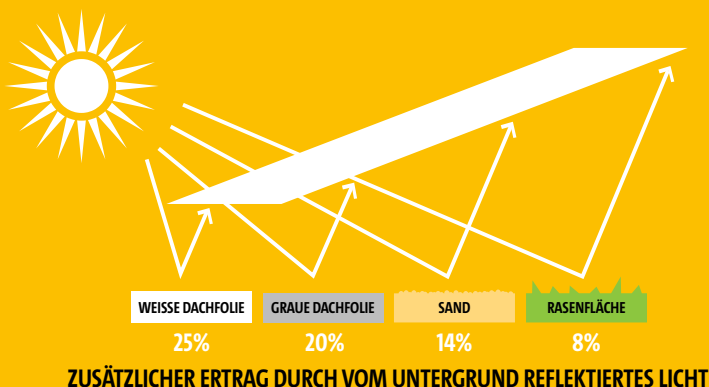 WEISSE DACHFOLIE GRAUE DACHFOLIE SAND RASENFLÄCHE
25% 20% 14% 8%
ZUSÄTZLICHER ERTRAG DURCH VOM UNTERGRUND REFLEKTIERTES LICHT